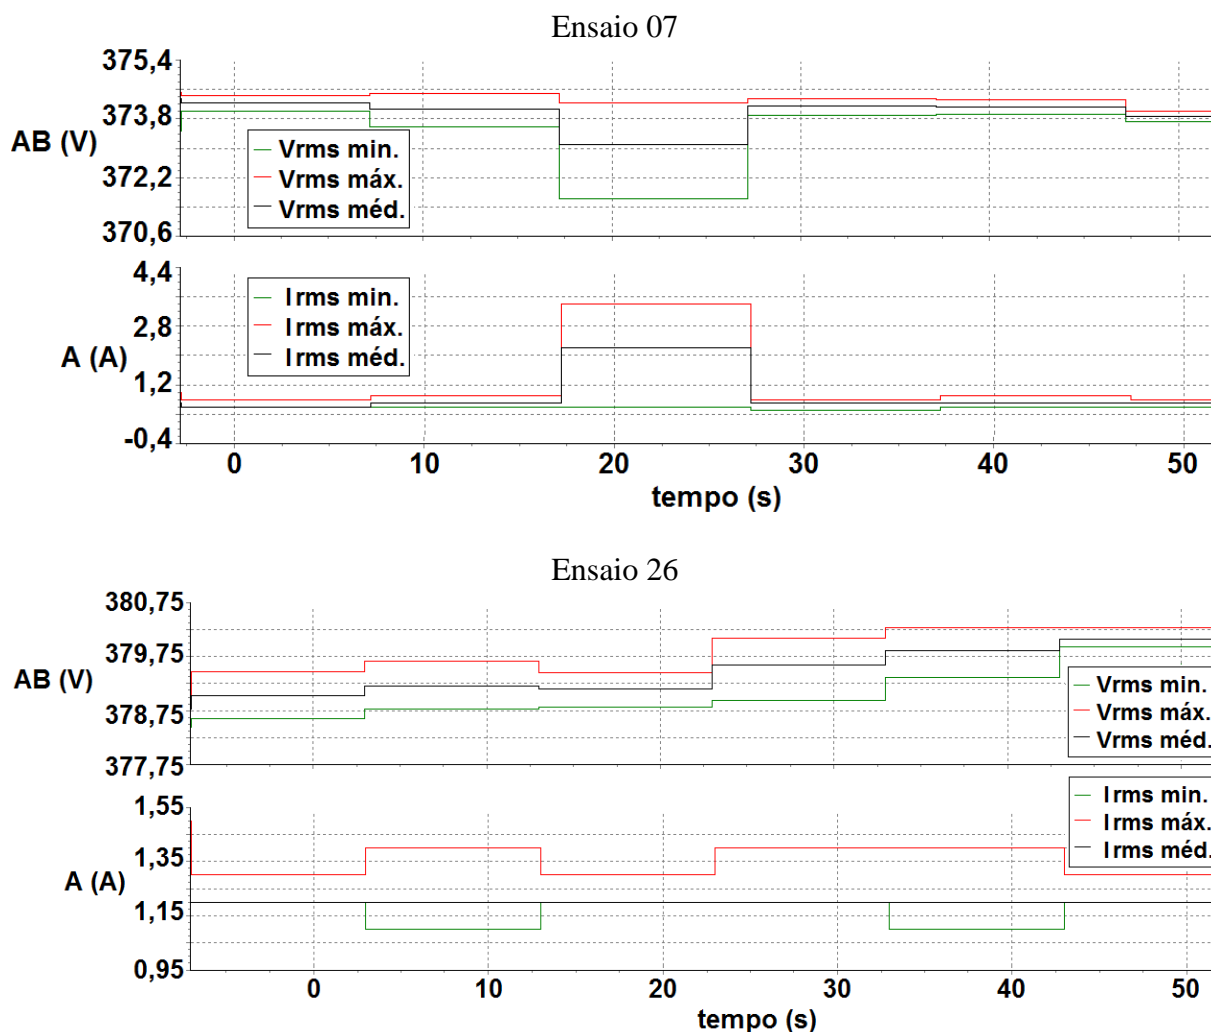 Ensaio 07
375,4
373,8
AB (V)
372,2
370,6
Vrms min.
Vrms máx.
Vrms méd.
4,4
2,8
A (A)
1,2
-0,4
Irms min.
Irms máx.
Irms méd.
0 10 20 30 40 50
tempo (s)
Ensaio 26
380,75
379,75
AB (V)
378,75
377,75
Vrms min.
Vrms máx.
Vrms méd.
1,55
1,35
A (A)
1,15
0,95
Irms min.
Irms máx.
Irms méd.
0 10 20 30 40 50
tempo (s)